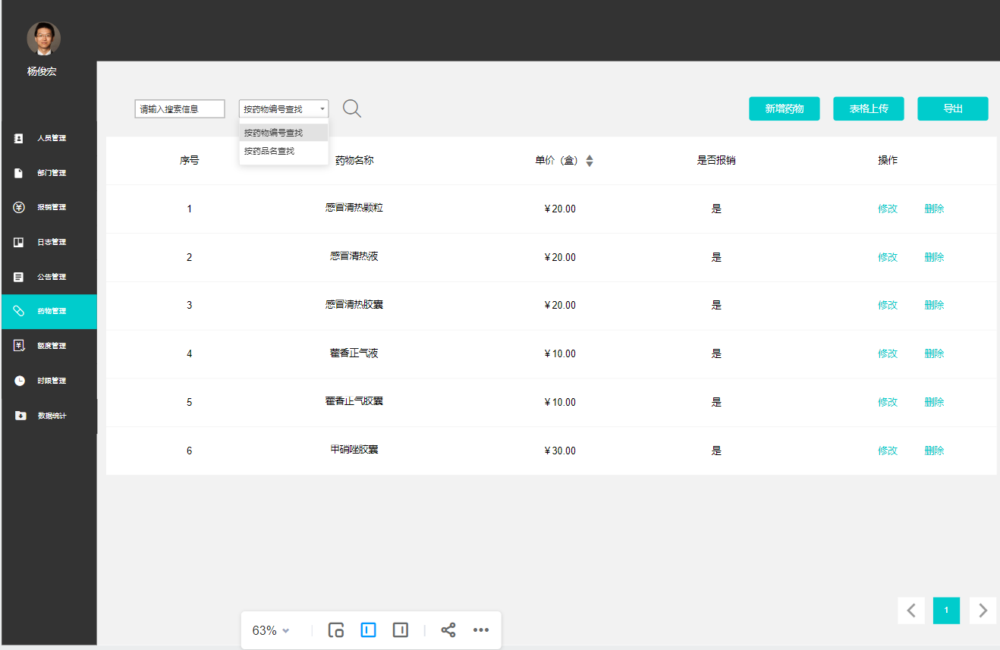 杨俊宏
人员管理
部门管理
报销管理
日志管理
公告管理
药物管理
额度管理
时限管理
数据统计
请输入搜索信息 按药物编号查找
按药物编号查找
按药品名查找
新增药物 表格上传 导出
序号 药物名称 单价（盒） 是否报销 操作
1 感冒清热颗粒 ￥20.00 是 修改 删除
2 感冒清热液 ￥20.00 是 修改 删除
3 感冒清热胶囊 ￥20.00 是 修改 删除
4 藿香正气液 ￥10.00 是 修改 删除
5 藿香正气胶囊 ￥10.00 是 修改 删除
6 甲硝唑胶囊 ￥30.00 是 修改 删除
1
63%